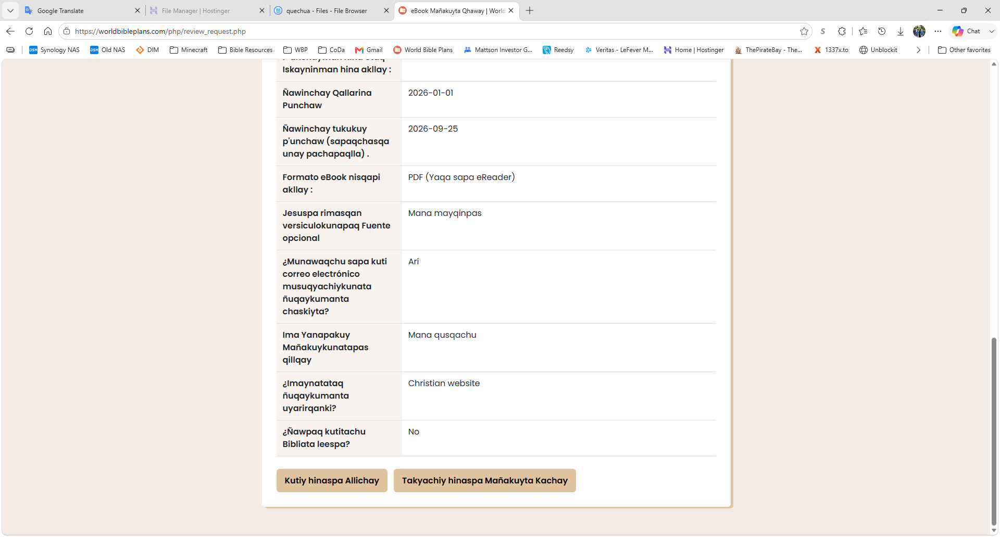 Google Translate
File Manager | Hostinger
quechua - Files - File Browser
eBook Mañakuyta Qhaway | World
https://worldbibleplans.com/php/review_request.php
Chat
Synology NAS
Old NAS
DIM
Minecraft
Bible Resources
WBP
CoDa
Gmail
World Bible Plans
Mattson Investor G...
Reedsy
Veritas - LeFever M...
Home | Hostinger
ThePirateBay - The...
1337x.to
Unblockit
Other favorites
Iskayninman hina akllay :
Ñawinchay Qallarina
Punchaw
2026-01-01
Ñawinchay tukukuy
p'unchaw (sapaqchasqa
unay pachapaqlla) .
2026-09-25
Formato eBook nisqapi
akllay :
PDF (Yaqa sapa eReader)
Jesuspa rimasqan
versiculokunapaq Fuente
opcional
Mana mayqinpas
¿Munawaqchu sapa kuti
correo electrónico
musuqyachiykunata
ñuqaykumanta
chaskiyta?
Arí
Ima Yanapakuy
Mañakuykunatapas
qillqay
Mana qusqachu
¿Imaynatataq
ñuqaykumanta
uyarirqanki?
Christian website
¿Ñawpaq kutitachu
Bibliata leespa?
No
Kutiy hinaspa Allichay
Takyachiy hinaspa Mañakuyta Kachay